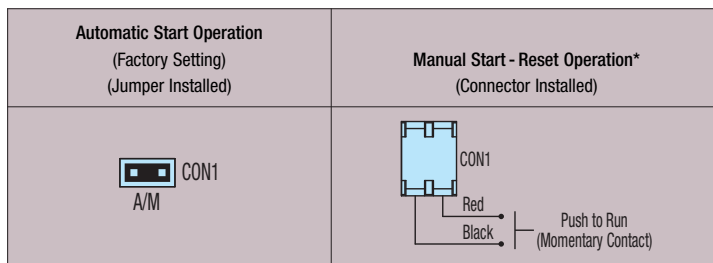 Automatic Start Operation
(Factory Setting)
(Jumper Installed)
Manual Start - Reset Operation*
(Connector Installed)
CON1
A/M
CON1
Red
Black
Push to Run
(Momentary Contact)